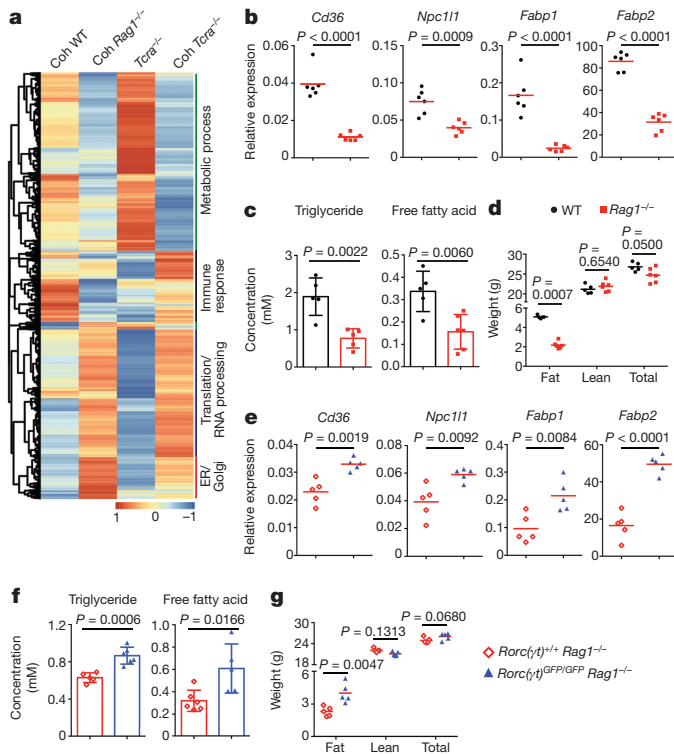 a
Coh WT
Coh Rag1−/−
Tcra−/−
Coh Tcra−/−
Metabolic process
Immune
response
Translation/
RNA processing
ER/
Golgi
1 0 −1
b
Cd36 Npc1l1 Fabp1 Fabp2
P < 0.0001 P = 0.0009 P < 0.0001 P < 0.0001
Relative expression
0.06
0.04
0.02
0
0.15
0.10
0.05
0
0.3
0.2
0.1
0
100
80
60
40
20
0
c
Triglyceride Free fatty acid
P = 0.0022 P = 0.0060
Concentration
(mM)
3
2
1
0
0.5
0.4
0.3
0.2
0.1
0.0
d
WT Rag1−/−
P = 0.0500
P = 0.6540
P =
0.0007
Weight (g)
30
25
20
15
10
6
4
2
0
Fat Lean Total
e
Cd36 Npc1l1 Fabp1 Fabp2
P = 0.0019 P = 0.0092 P = 0.0084 P < 0.0001
Relative expression
0.04
0.03
0.02
0.01
0
0.08
0.06
0.04
0.02
0
0.4
0.3
0.2
0.1
0
60
40
20
0
f
Triglyceride Free fatty acid
P = 0.0006 P = 0.0166
Concentration
(mM)
1.2
0.8
0.4
0
1.0
0.8
0.6
0.4
0.2
0
g
P = 0.0680
P = 0.1313
P = 0.0047
Weight (g)
30
24
18
9
6
3
0
Fat Lean Total
Rorc(γt)+/+ Rag1−/−
Rorc(γt)GFP/GFP Rag1−/−